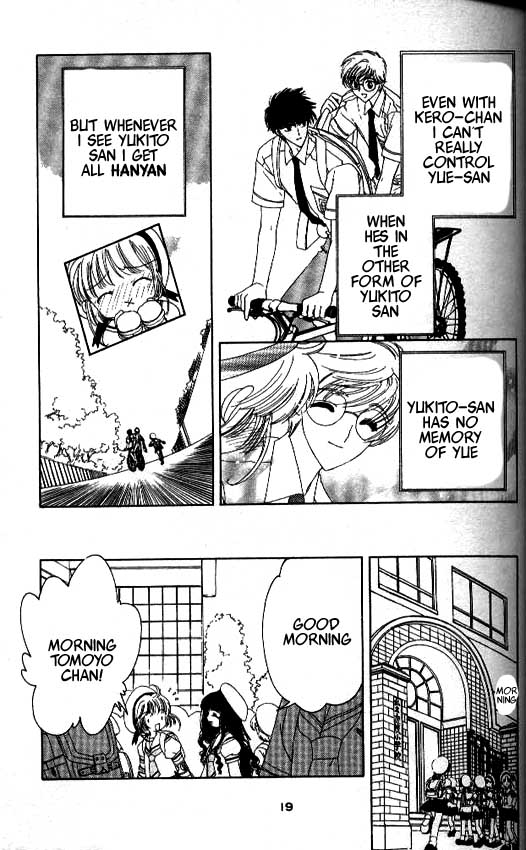 EVEN WITH
KERO-CHAN
I CAN'T
REALLY
CONTROL
YUE-SAN
WHEN
HES IN
THE
OTHER
FORM OF
YUKITO
SAN
BUT WHENEVER
I SEE YUKITO
SAN I GET
ALL HANYAN
YUKITO-SAN
HAS NO
MEMORY
OF YUE
MOR
NING
GOOD
MORNING
MORNING
TOMOYO
CHAN!
19